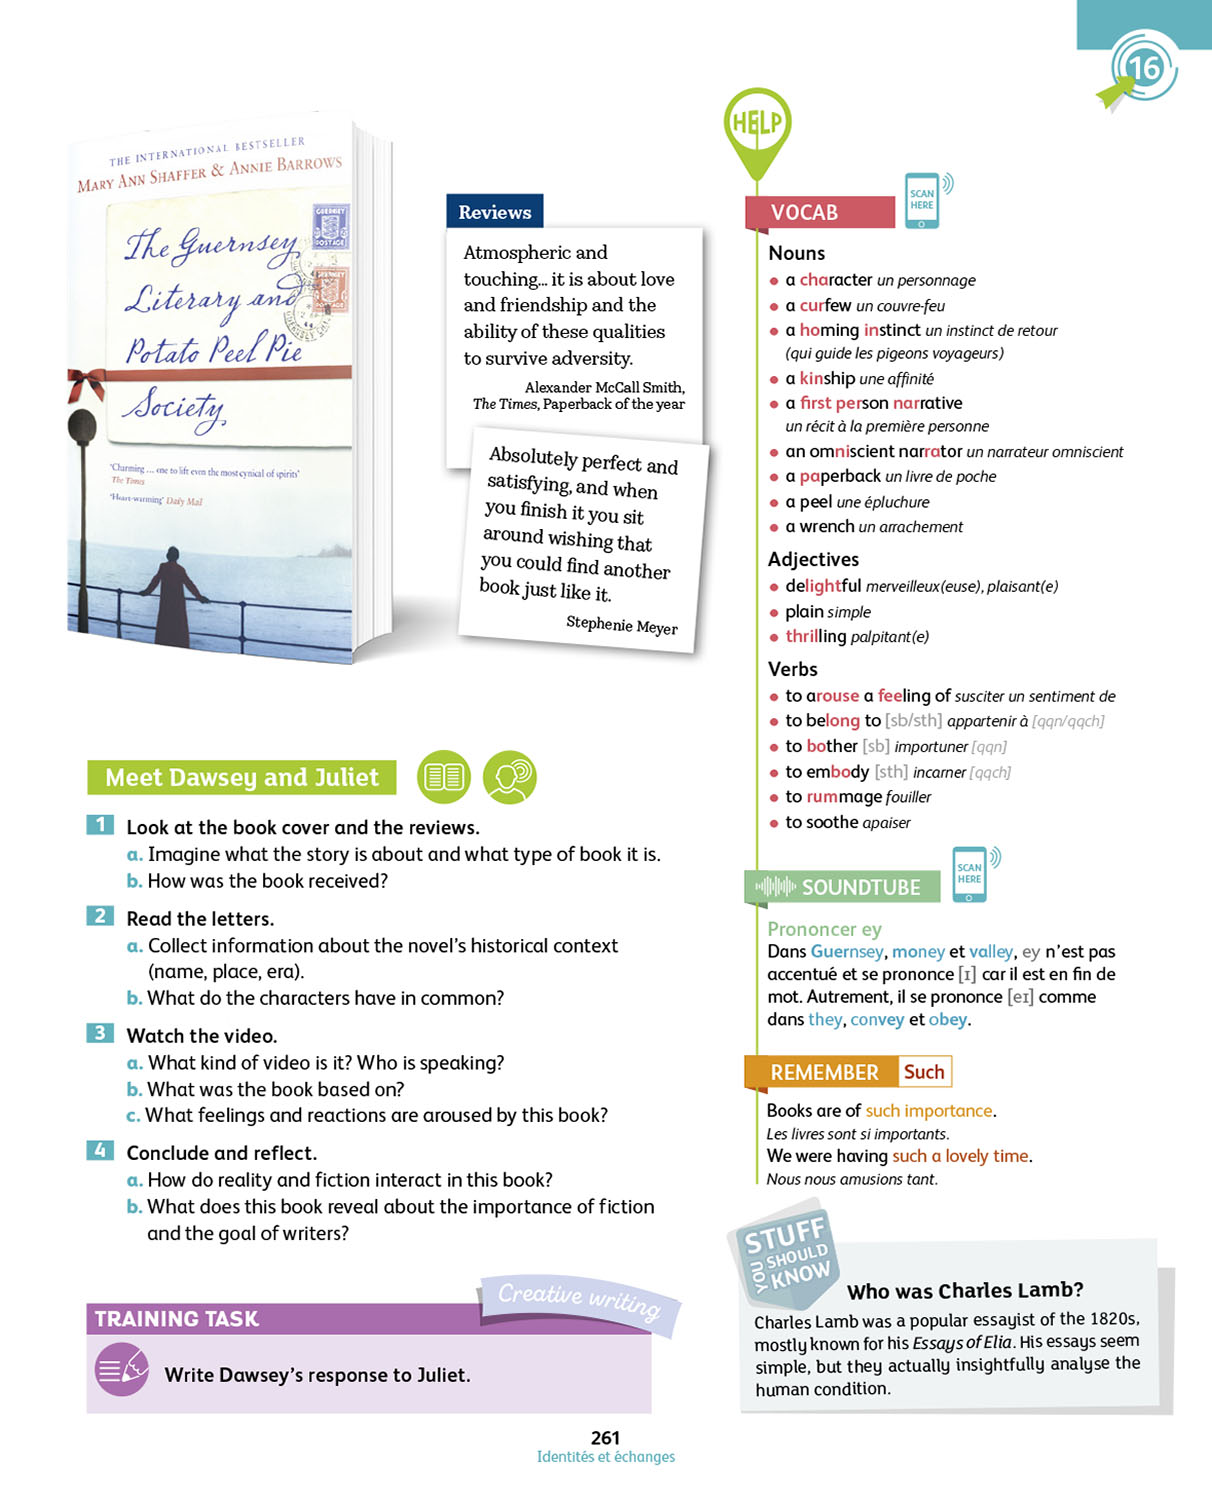 16
THE INTERNATIONAL BESTSELLER
MARY ANN SHAFFER & ANNIE BARROWS
The Guernsey
Literary and
Potato Peel Pie
Society
GUERNSEY
POSTAGE
'Charming ... one to lift even the most cynical of spirits'
The Times
'Heart-warming' Daily Mail
Reviews
Atmospheric and
touching... it is about love
and friendship and the
ability of these qualities
to survive adversity.
Alexander McCall Smith,
The Times, Paperback of the year
Absolutely perfect and
satisfying, and when
you finish it you sit
around wishing that
you could find another
book just like it.
Stephenie Meyer
Meet Dawsey and Juliet
1 Look at the book cover and the reviews.
a. Imagine what the story is about and what type of book it is.
b. How was the book received?
2 Read the letters.
a. Collect information about the novel's historical context
(name, place, era).
b. What do the characters have in common?
3 Watch the video.
a. What kind of video is it? Who is speaking?
b. What was the book based on?
c. What feelings and reactions are aroused by this book?
4 Conclude and reflect.
a. How do reality and fiction interact in this book?
b. What does this book reveal about the importance of fiction
and the goal of writers?
Creative writing
TRAINING TASK
Write Dawsey's response to Juliet.
HELP
VOCAB
SCAN
HERE
Nouns
• a character un personnage
• a curfew un couvre-feu
• a homing instinct un instinct de retour
(qui guide les pigeons voyageurs)
• a kinship une affinité
• a first person narrative
un récit à la première personne
• an omniscient narrator un narrateur omniscient
• a paperback un livre de poche
• a peel une épluchure
• a wrench un arrachement
Adjectives
• delightful merveilleux(euse), plaisant(e)
• plain simple
• thrilling palpitant(e)
Verbs
• to arouse a feeling of susciter un sentiment de
• to belong to [sb/sth] appartenir à [qqn/qqch]
• to bother [sb] importuner [qqn]
• to embody [sth] incarner [qqch]
• to rummage fouiller
• to soothe apaiser
SOUNDTUBE
SCAN
HERE
Prononcer ey
Dans Guernsey, money et valley, ey n'est pas
accentué et se prononce [ɪ] car il est en fin de
mot. Autrement, il se prononce [eɪ] comme
dans they, convey et obey.
REMEMBER Such
Books are of such importance.
Les livres sont si importants.
We were having such a lovely time.
Nous nous amusions tant.
STUFF
YOU SHOULD
KNOW
Who was Charles Lamb?
Charles Lamb was a popular essayist of the 1820s,
mostly known for his Essays of Elia. His essays seem
simple, but they actually insightfully analyse the
human condition.
261
Identités et échanges